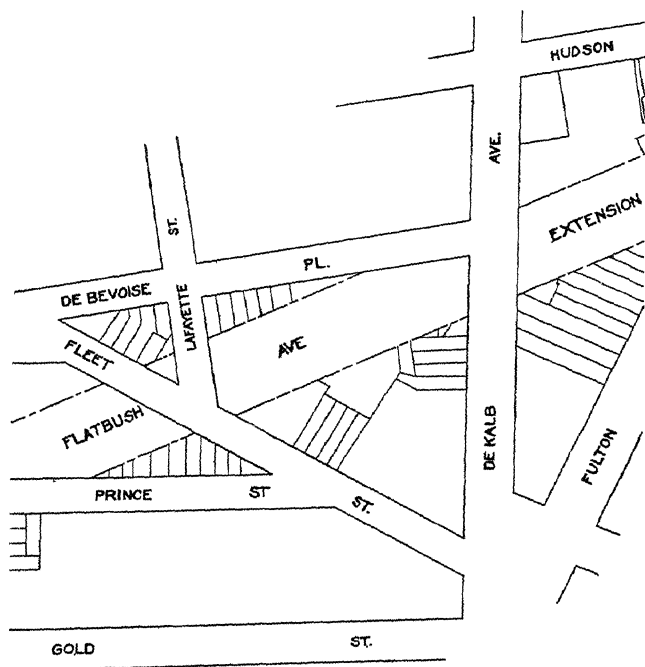 HUDSON
AVE.
EXTENSION
ST.
PL.
DE BEVOISE
LAFAYETTE
AVE
FLEET
FLATBUSH
DE KALB
FULTON
PRINCE ST
ST.
GOLD ST.